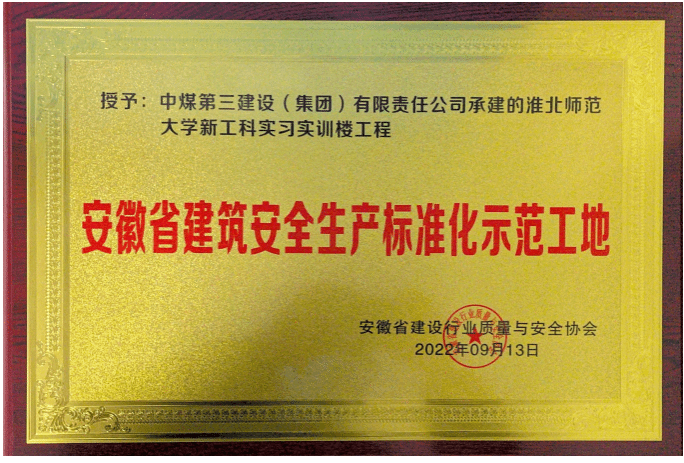 授予：中煤第三建设（集团）有限责任公司承建的淮北师范
大学新工科实习实训楼工程
安徽省建筑安全生产标准化示范工地
安徽省建设行业质量与安全协会
2022年09月13日